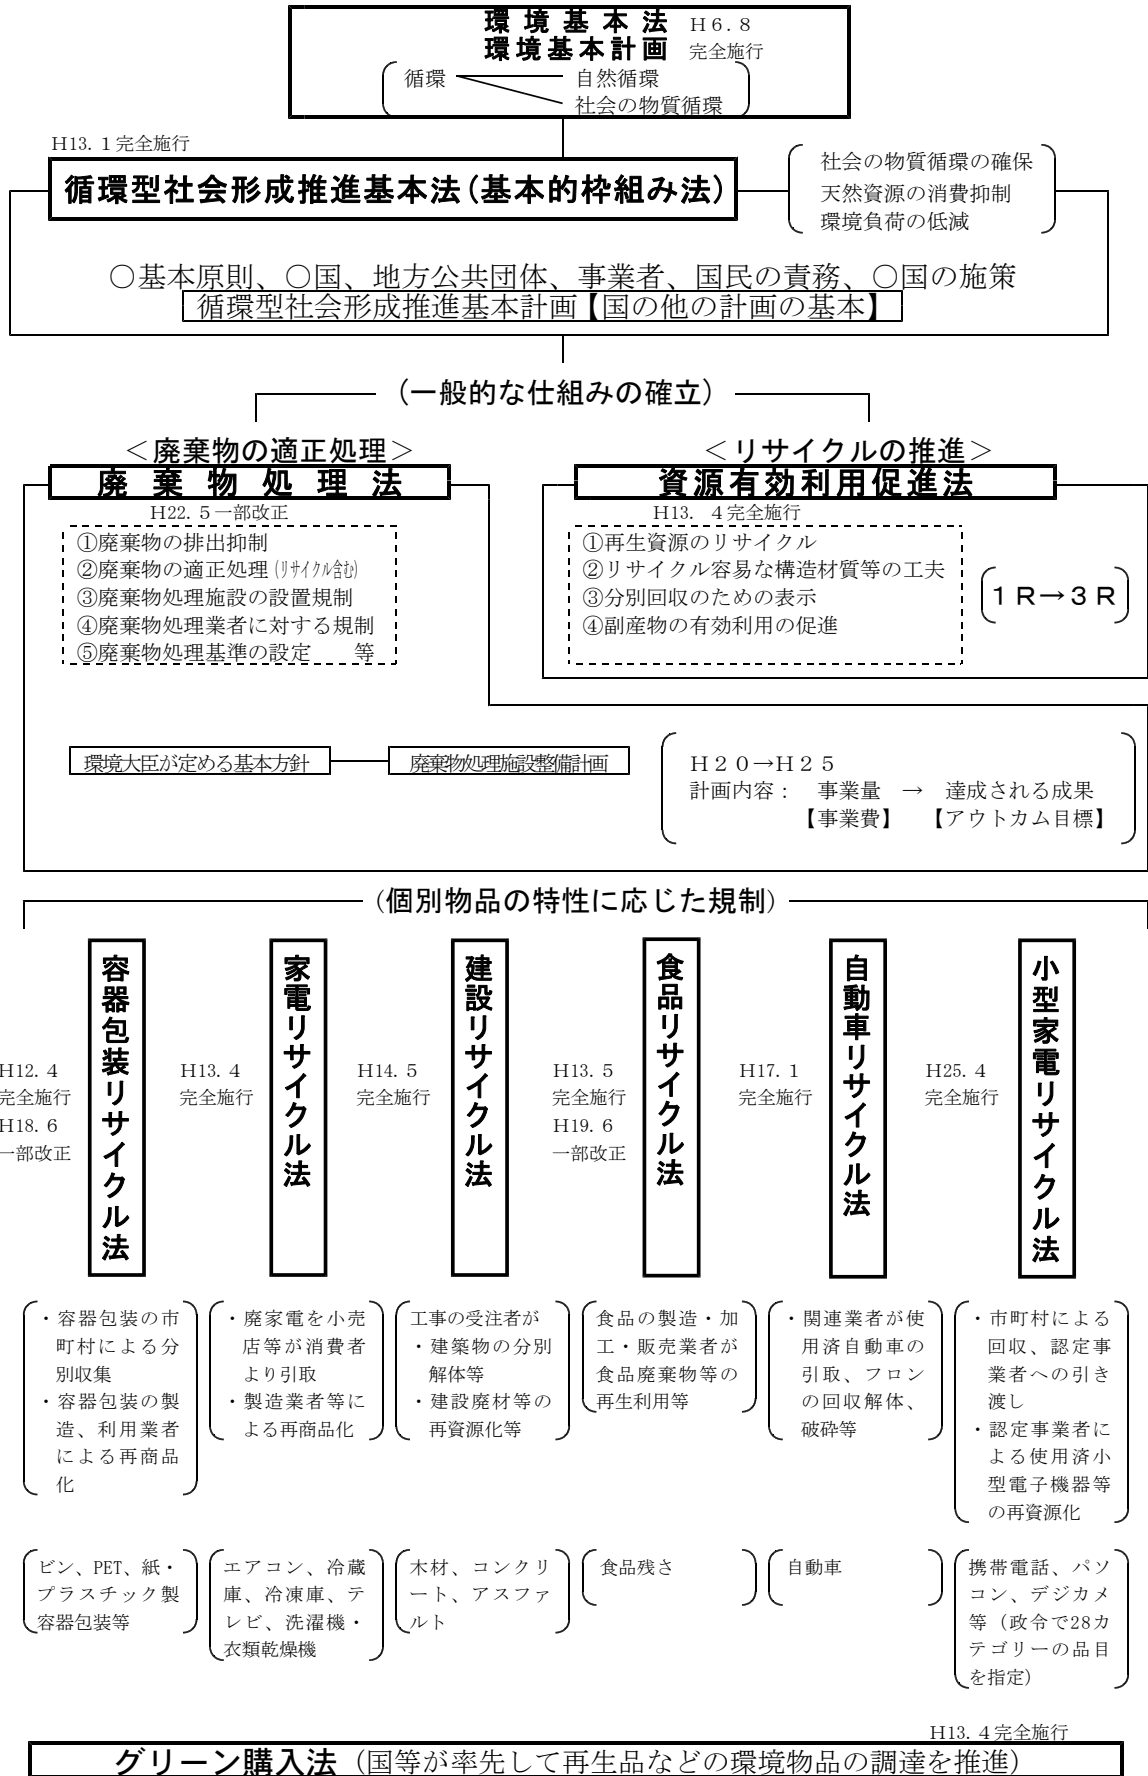 環境基本法 H6.8
環境基本計画 完全施行
循環 自然循環
社会の物質循環
H13.1完全施行
循環型社会形成推進基本法(基本的枠組み法)
社会の物質循環の確保
天然資源の消費抑制
環境負荷の低減
○基本原則、○国、地方公共団体、事業者、国民の責務、○国の施策
循環型社会形成推進基本計画【国の他の計画の基本】
(一般的な仕組みの確立)
<廃棄物の適正処理>
廃棄物処理法
H22.5一部改正
①廃棄物の排出抑制
②廃棄物の適正処理(リサイクル含む)
③廃棄物処理施設の設置規制
④廃棄物処理業者に対する規制
⑤廃棄物処理基準の設定 等
<リサイクルの推進>
資源有効利用促進法
H13.4完全施行
①再生資源のリサイクル
②リサイクル容易な構造材質等の工夫
③分別回収のための表示
④副産物の有効利用の促進
1R→3R
環境大臣が定める基本方針
廃棄物処理施設整備計画
H20→H25
計画内容: 事業量 → 達成される成果
【事業費】 【アウトカム目標】
(個別物品の特性に応じた規制)
H12.4
完全施行
H18.6
一部改正
容器包装リサイクル法
H13.4
完全施行
家電リサイクル法
H14.5
完全施行
建設リサイクル法
H13.5
完全施行
H19.6
一部改正
食品リサイクル法
H17.1
完全施行
自動車リサイクル法
H25.4
完全施行
小型家電リサイクル法
・容器包装の市
町村による分
別収集
・容器包装の製
造、利用業者
による再商品
化
・廃家電を小売
店等が消費者
より引取
・製造業者等に
よる再商品化
工事の受注者が
・建築物の分別
解体等
・建設廃材等の
再資源化等
食品の製造・加
工・販売業者が
食品廃棄物等の
再生利用等
・関連業者が使
用済自動車の
引取、フロン
の回収解体、
破砕等
・市町村による
回収、認定事
業者への引き
渡し
・認定事業者に
よる使用済小
型電子機器等
の再資源化
ビン、PET、紙・
プラスチック製
容器包装等
エアコン、冷蔵
庫、冷凍庫、テ
レビ、洗濯機・
衣類乾燥機
木材、コンクリ
ート、アスファ
ルト
食品残さ
自動車
携帯電話、パソ
コン、デジカメ
等(政令で28カ
テゴリーの品目
を指定)
H13.4完全施行
グリーン購入法(国等が率先して再生品などの環境物品の調達を推進)